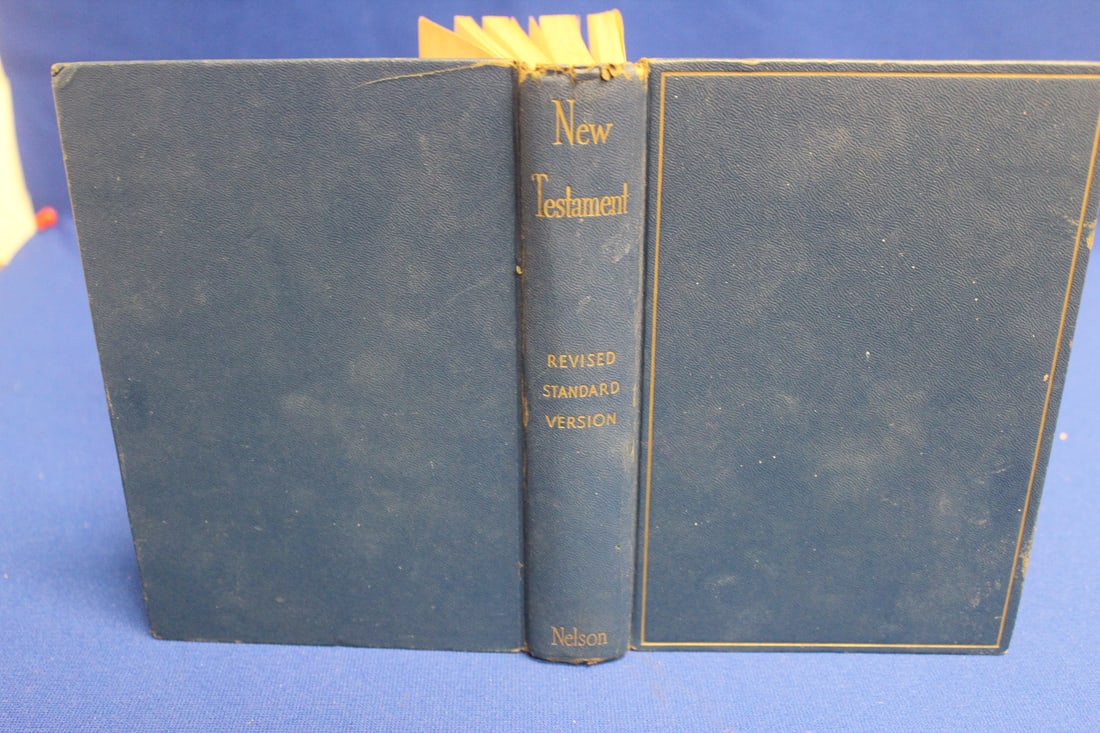 New
Testament
REVISED
STANDARD
VERSION
Nelson